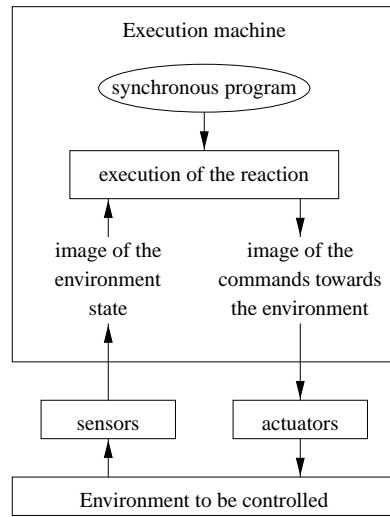 Execution machine
synchronous program
execution of the reaction
image of the
environment
state
image of the
commands towards
the environment
sensors
actuators
Environment to be controlled